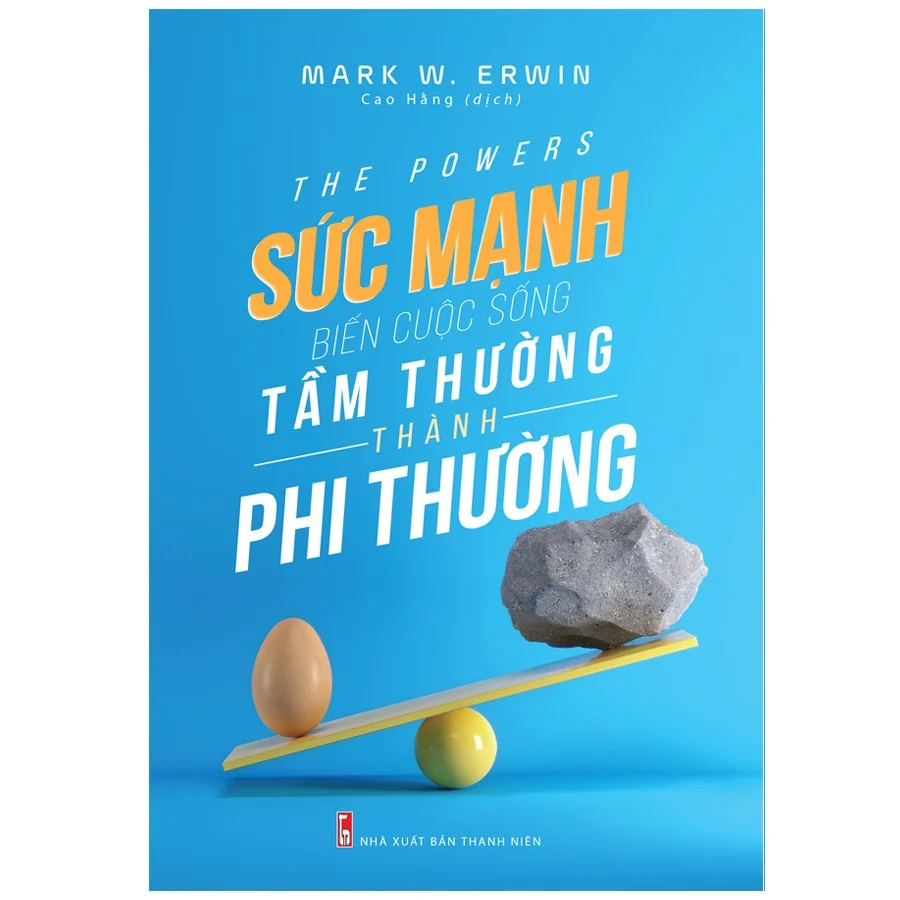 MARK W. ERWIN
Cao Hằng (dịch)
THE POWERS
SỨC MẠNH
BIẾN CUỘC SỐNG
TẦM THƯỜNG
THÀNH
PHI THƯỜNG
NHÀ XUẤT BẢN THANH NIÊN